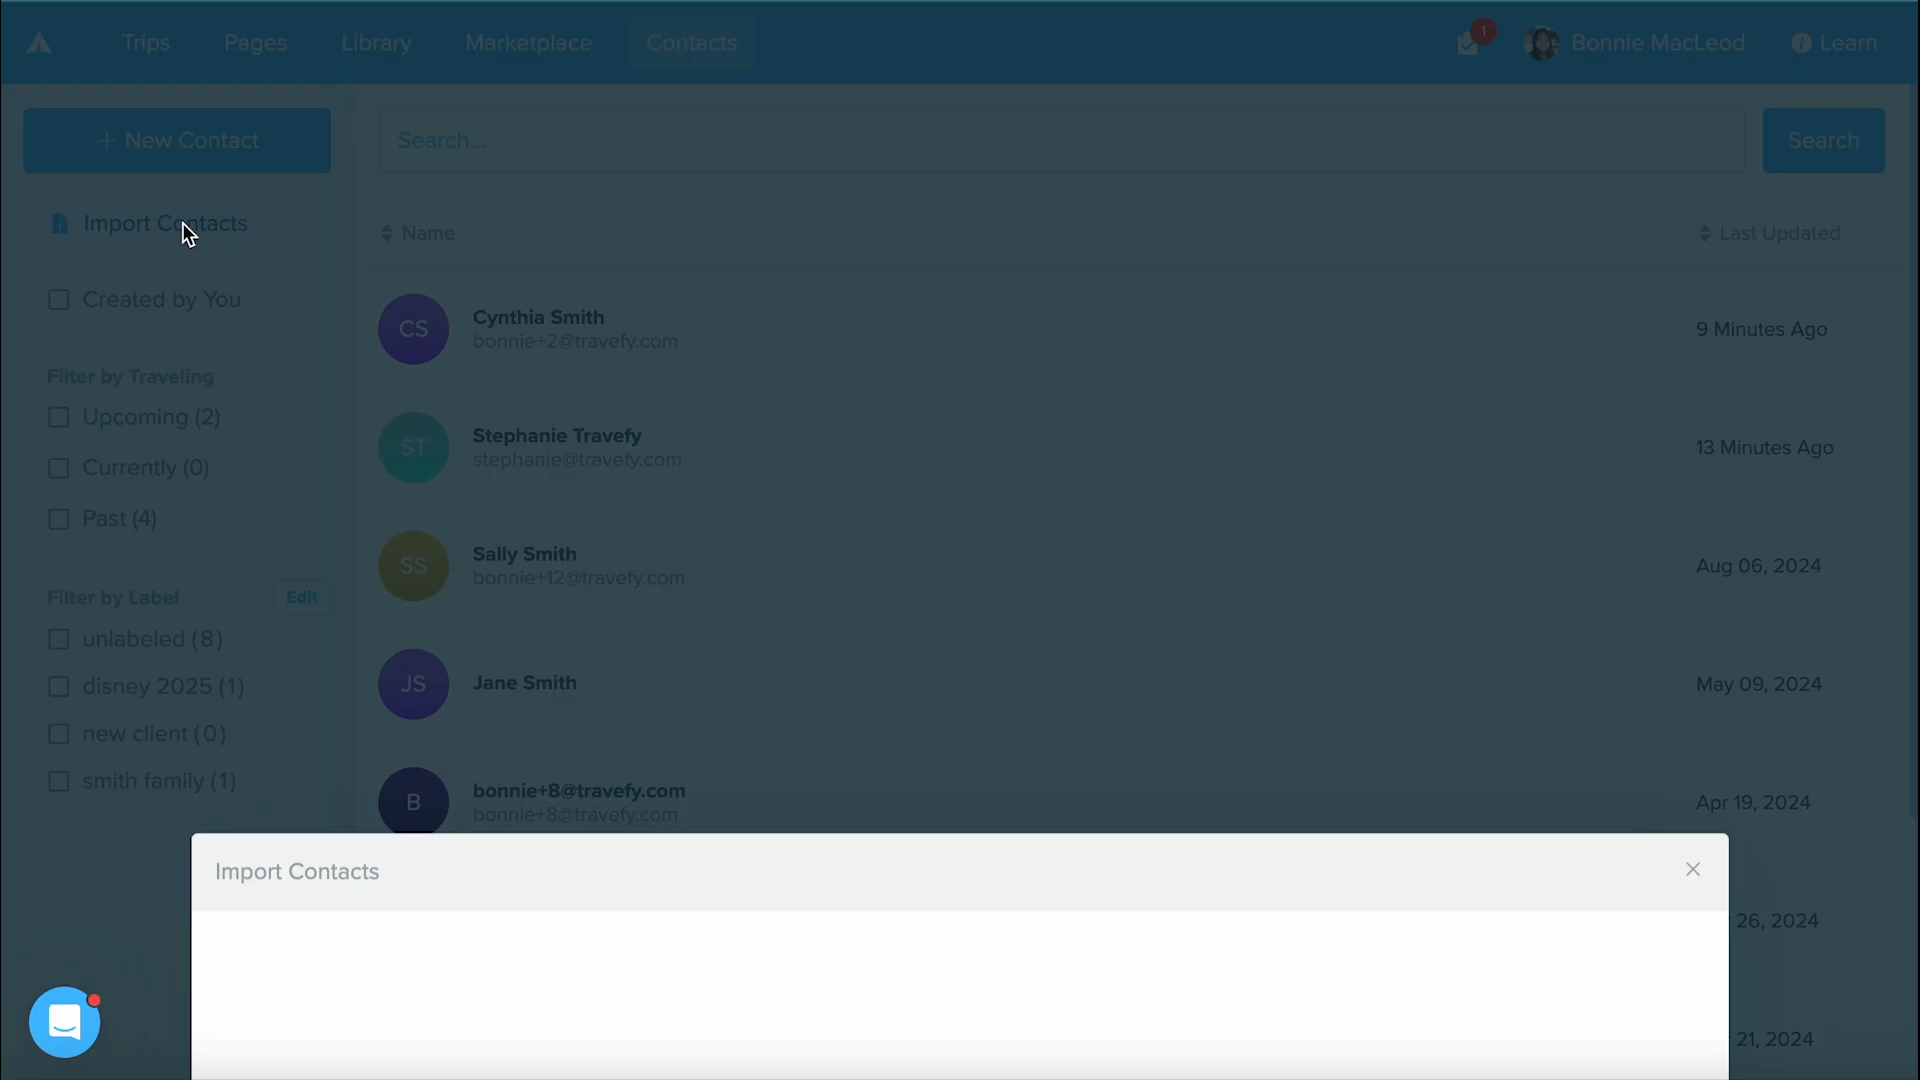 Trips
Pages
Library
Marketplace
Contacts
1
Bonnie MacLeod
Learn
+ New Contact
Search...
Search
Import Contacts
Created by You
Filter by Traveling
Upcoming (2)
Currently (0)
Past (4)
Filter by Label
Edit
unlabeled (8)
disney 2025 (1)
new client (0)
smith family (1)
Name
Last Updated
CS
Cynthia Smith
bonnie+2@travefy.com
9 Minutes Ago
ST
Stephanie Travefy
stephanie@travefy.com
13 Minutes Ago
SS
Sally Smith
bonnie+12@travefy.com
Aug 06, 2024
JS
Jane Smith
May 09, 2024
B
bonnie+8@travefy.com
bonnie+8@travefy.com
Apr 19, 2024
Import Contacts
26, 2024
21, 2024